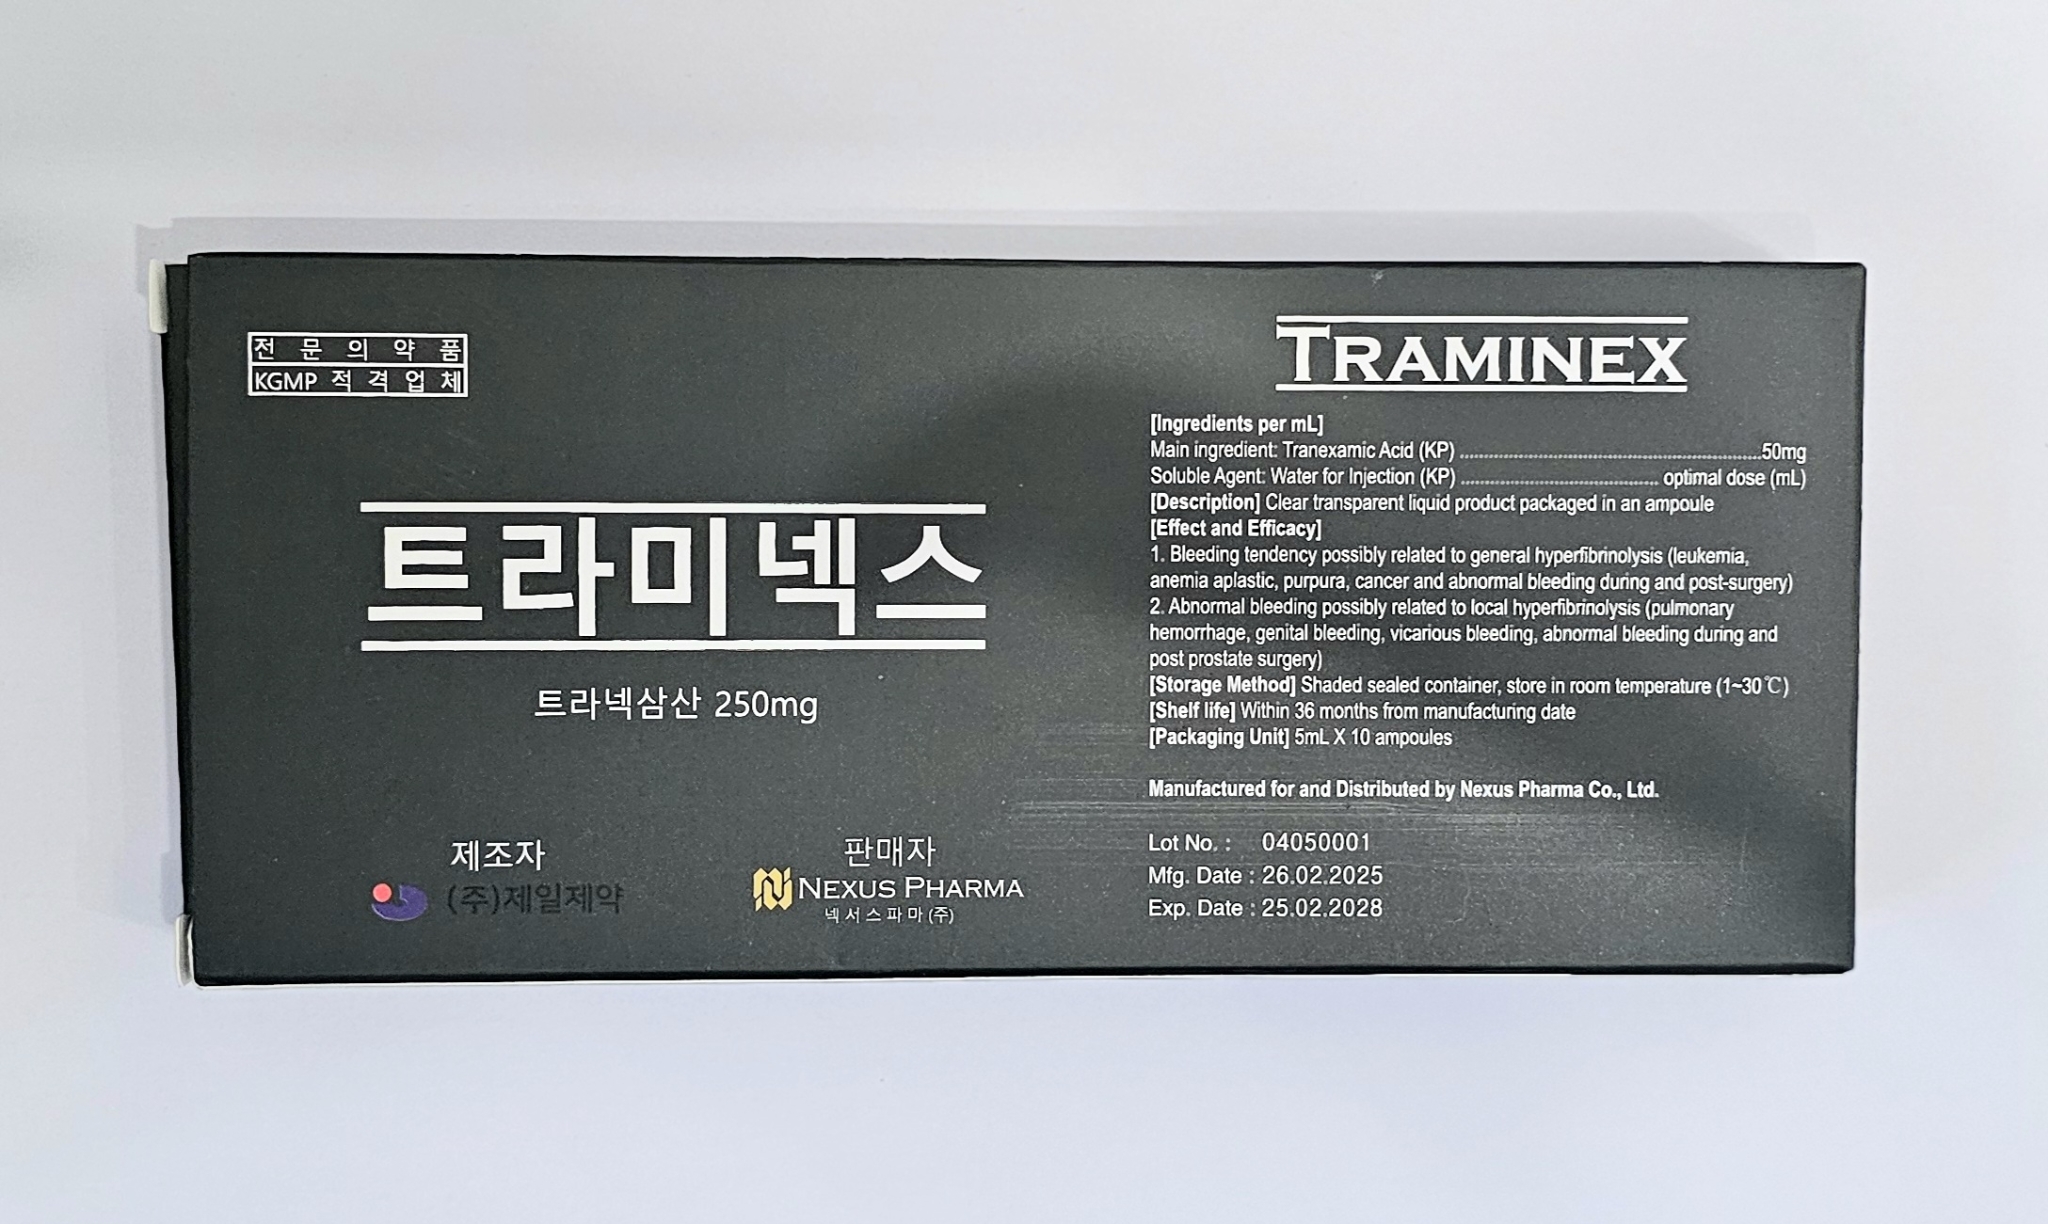 전문의약품
KGMP 적격업체
트라미넥스
트라넥삼산 250mg
제조자
(주)제일제약
판매자
NEXUS PHARMA
넥서스파마(주)
TRAMINEX
[Ingredients per mL]
Main ingredient: Tranexamic Acid (KP) ........................................................50mg
Soluble Agent: Water for Injection (KP) ..................................... optimal dose (mL)
[Description] Clear transparent liquid product packaged in an ampoule
[Effect and Efficacy]
1. Bleeding tendency possibly related to general hyperfibrinolysis (leukemia,
anemia aplastic, purpura, cancer and abnormal bleeding during and post-surgery)
2. Abnormal bleeding possibly related to local hyperfibrinolysis (pulmonary
hemorrhage, genital bleeding, vicarious bleeding, abnormal bleeding during and
post prostate surgery)
[Storage Method] Shaded sealed container, store in room temperature (1~30℃)
[Shelf life] Within 36 months from manufacturing date
[Packaging Unit] 5mL X 10 ampoules
Manufactured for and Distributed by Nexus Pharma Co., Ltd.
Lot No. : 04050001
Mfg. Date : 26.02.2025
Exp. Date : 25.02.2028